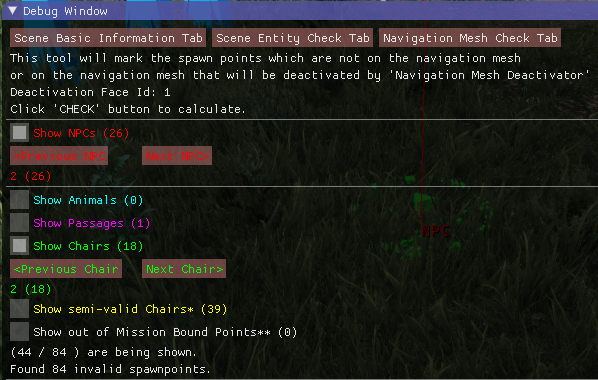 Debug Window
Scene Basic Information Tab Scene Entity Check Tab Navigation Mesh Check Tab
This tool will mark the spawn points which are not on the navigation mesh
or on the navigation mesh that will be deactivated by 'Navigation Mesh Deactivator'
Deactivation Face Id: 1
Click 'CHECK' button to calculate.
Show NPCs (26)
<Previous NPC Next NPC>
2 (26)
Show Animals (0)
Show Passages (1)
NPC
Show Chairs (18)
<Previous Chair Next Chair>
2 (18)
Show semi-valid Chairs* (39)
Show out of Mission Bound Points** (0)
(44 / 84 ) are being shown.
Found 84 invalid spawnpoints.